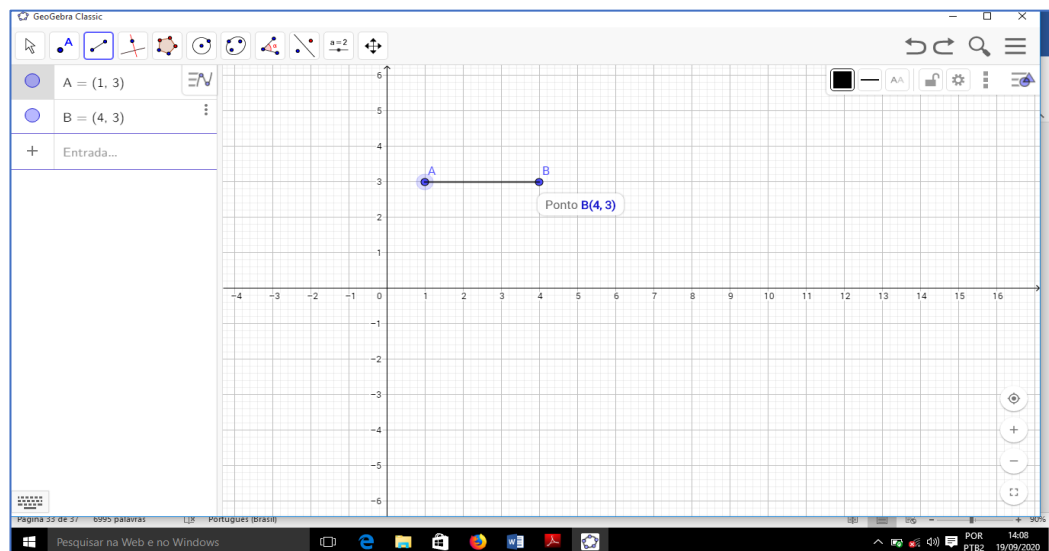 GeoGebra Classic
A
α
a=2
A = (1, 3)
AA
B = (4, 3)
Entrada...
6
5
4
3
2
1
A
B
Ponto B(4, 3)
−4 −3 −2 −1 0 1 2 3 4 5 6 7 8 9 10 11 12 13 14 15 16
−1
−2
−3
−4
−5
−6
Página 33 de 37 6995 palavras Português (Brasil) 90%
Pesquisar na Web e no Windows
POR 14:08
PTB2 19/09/2020